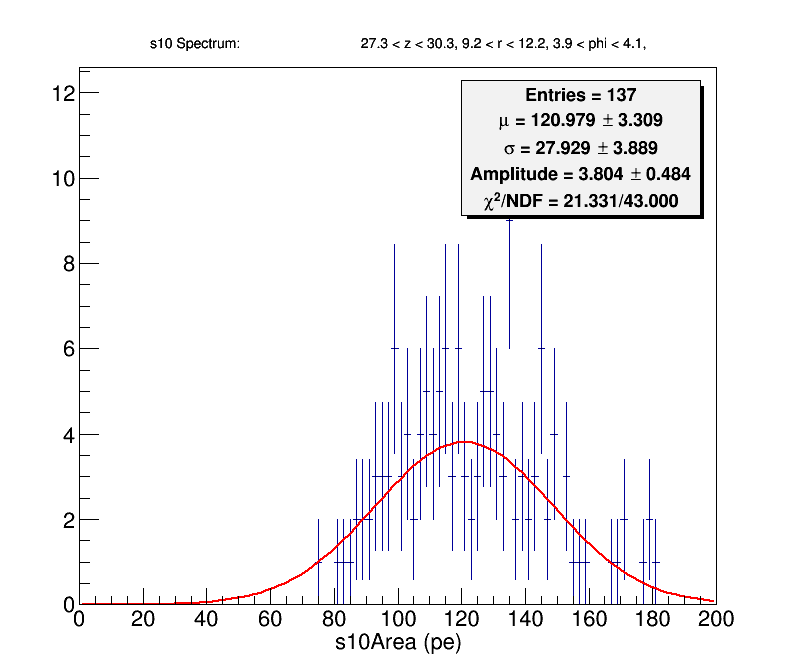 s10 Spectrum: 27.3 < z < 30.3, 9.2 < r < 12.2, 3.9 < phi < 4.1,
Entries = 137
μ = 120.979 ± 3.309
σ = 27.929 ± 3.889
Amplitude = 3.804 ± 0.484
χ²/NDF = 21.331/43.000
12
10
8
6
4
2
0
0 20 40 60 80 100 120 140 160 180 200
s10Area (pe)